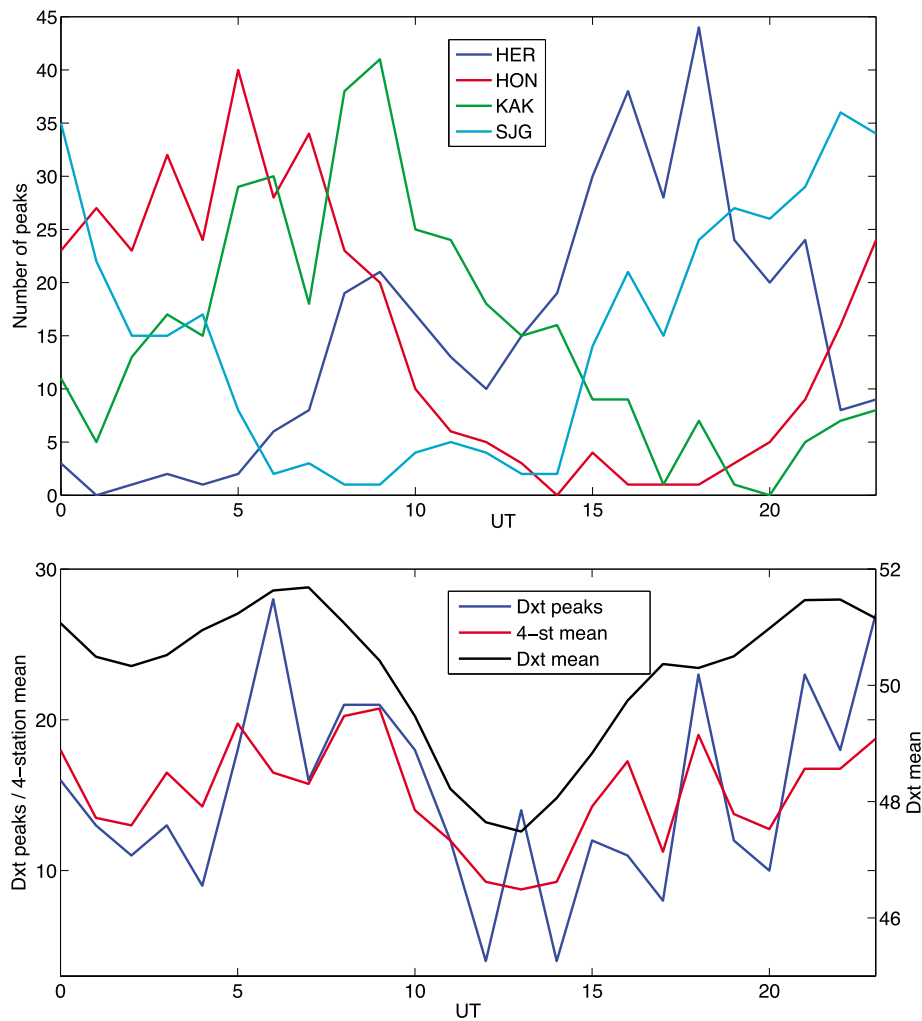 45
40
35
30
25
20
15
10
5
0
Number of peaks
HER
HON
KAK
SJG
0 5 10 15 20
UT
30
20
10
Dxt peaks / 4-station mean
Dxt peaks
4-st mean
Dxt mean
52
50
48
46
Dxt mean
0 5 10 15 20
UT